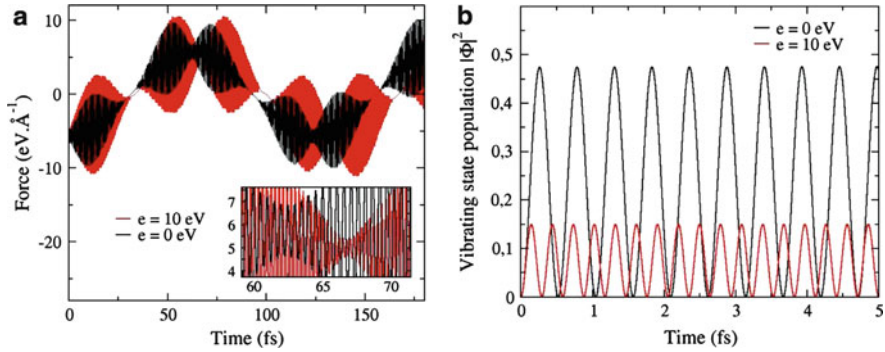 a
Force (eV.Å⁻¹)
10
0
-10
-20
e = 10 eV
e = 0 eV
7
6
5
4
60
65
70
0
50
100
150
Time (fs)
b
Vibrating state population |Φ|²
e = 0 eV
e = 10 eV
0,5
0,4
0,3
0,2
0,1
0
0
1
2
3
4
5
Time (fs)